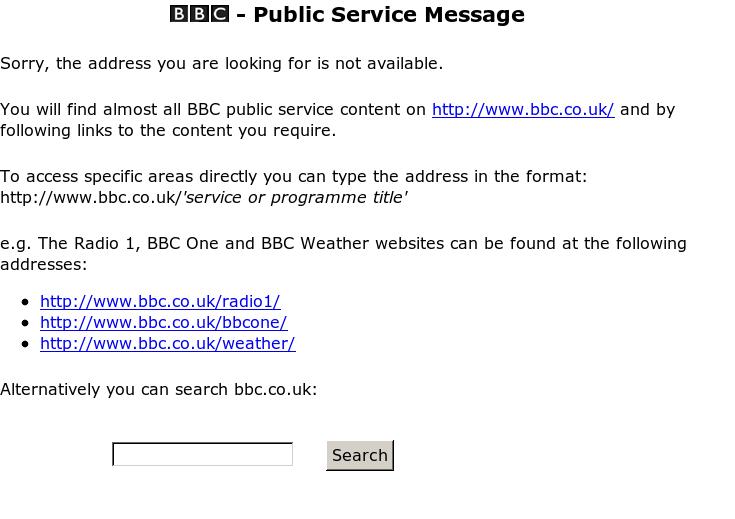 BBC - Public Service Message
Sorry, the address you are looking for is not available.
You will find almost all BBC public service content on http://www.bbc.co.uk/ and by
following links to the content you require.
To access specific areas directly you can type the address in the format:
http://www.bbc.co.uk/'service or programme title'
e.g. The Radio 1, BBC One and BBC Weather websites can be found at the following
addresses:
• http://www.bbc.co.uk/radio1/
• http://www.bbc.co.uk/bbcone/
• http://www.bbc.co.uk/weather/
Alternatively you can search bbc.co.uk:
Search